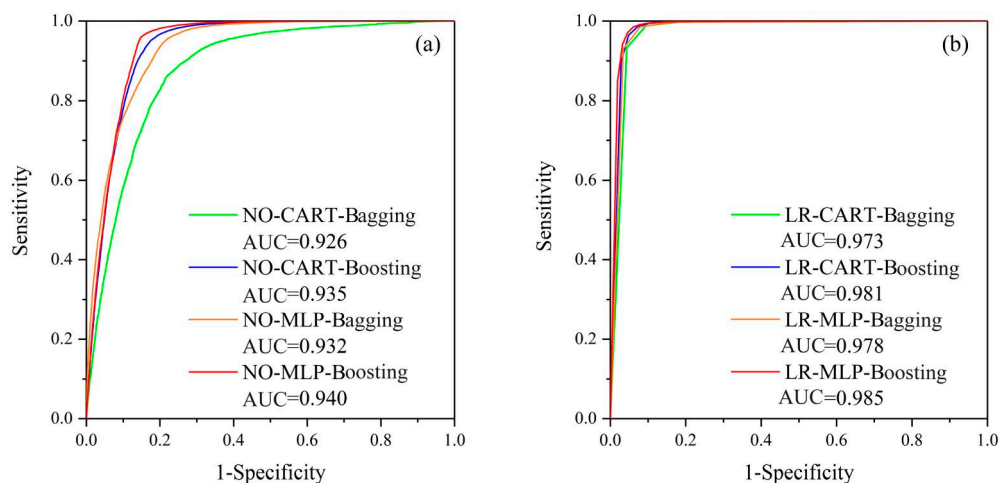 (a)
1.0
0.8
0.6
0.4
0.2
0.0
Sensitivity
NO-CART-Bagging
AUC=0.926
NO-CART-Boosting
AUC=0.935
NO-MLP-Bagging
AUC=0.932
NO-MLP-Boosting
AUC=0.940
0.0 0.2 0.4 0.6 0.8 1.0
1-Specificity
(b)
1.0
0.8
0.6
0.4
0.2
0.0
Sensitivity
LR-CART-Bagging
AUC=0.973
LR-CART-Boosting
AUC=0.981
LR-MLP-Bagging
AUC=0.978
LR-MLP-Boosting
AUC=0.985
0.0 0.2 0.4 0.6 0.8 1.0
1-Specificity